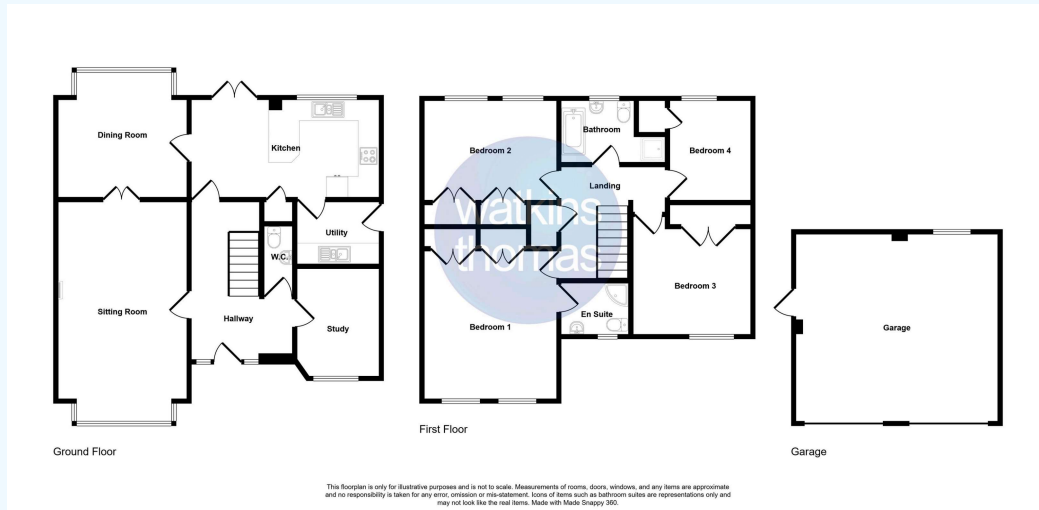 Dining Room
Kitchen
Utility
W.C.
Sitting Room
Hallway
Study
Ground Floor
Bedroom 2
Bathroom
Bedroom 4
Landing
watkins
thomas
Bedroom 1
En Suite
Bedroom 3
First Floor
Garage
Garage
This floorplan is only for illustrative purposes and is not to scale. Measurements of rooms, doors, windows, and any items are approximate
and no responsibility is taken for any error, omission or mis-statement. Icons of items such as bathroom suites are representations only and
may not look like the real items. Made with Made Snappy 360.